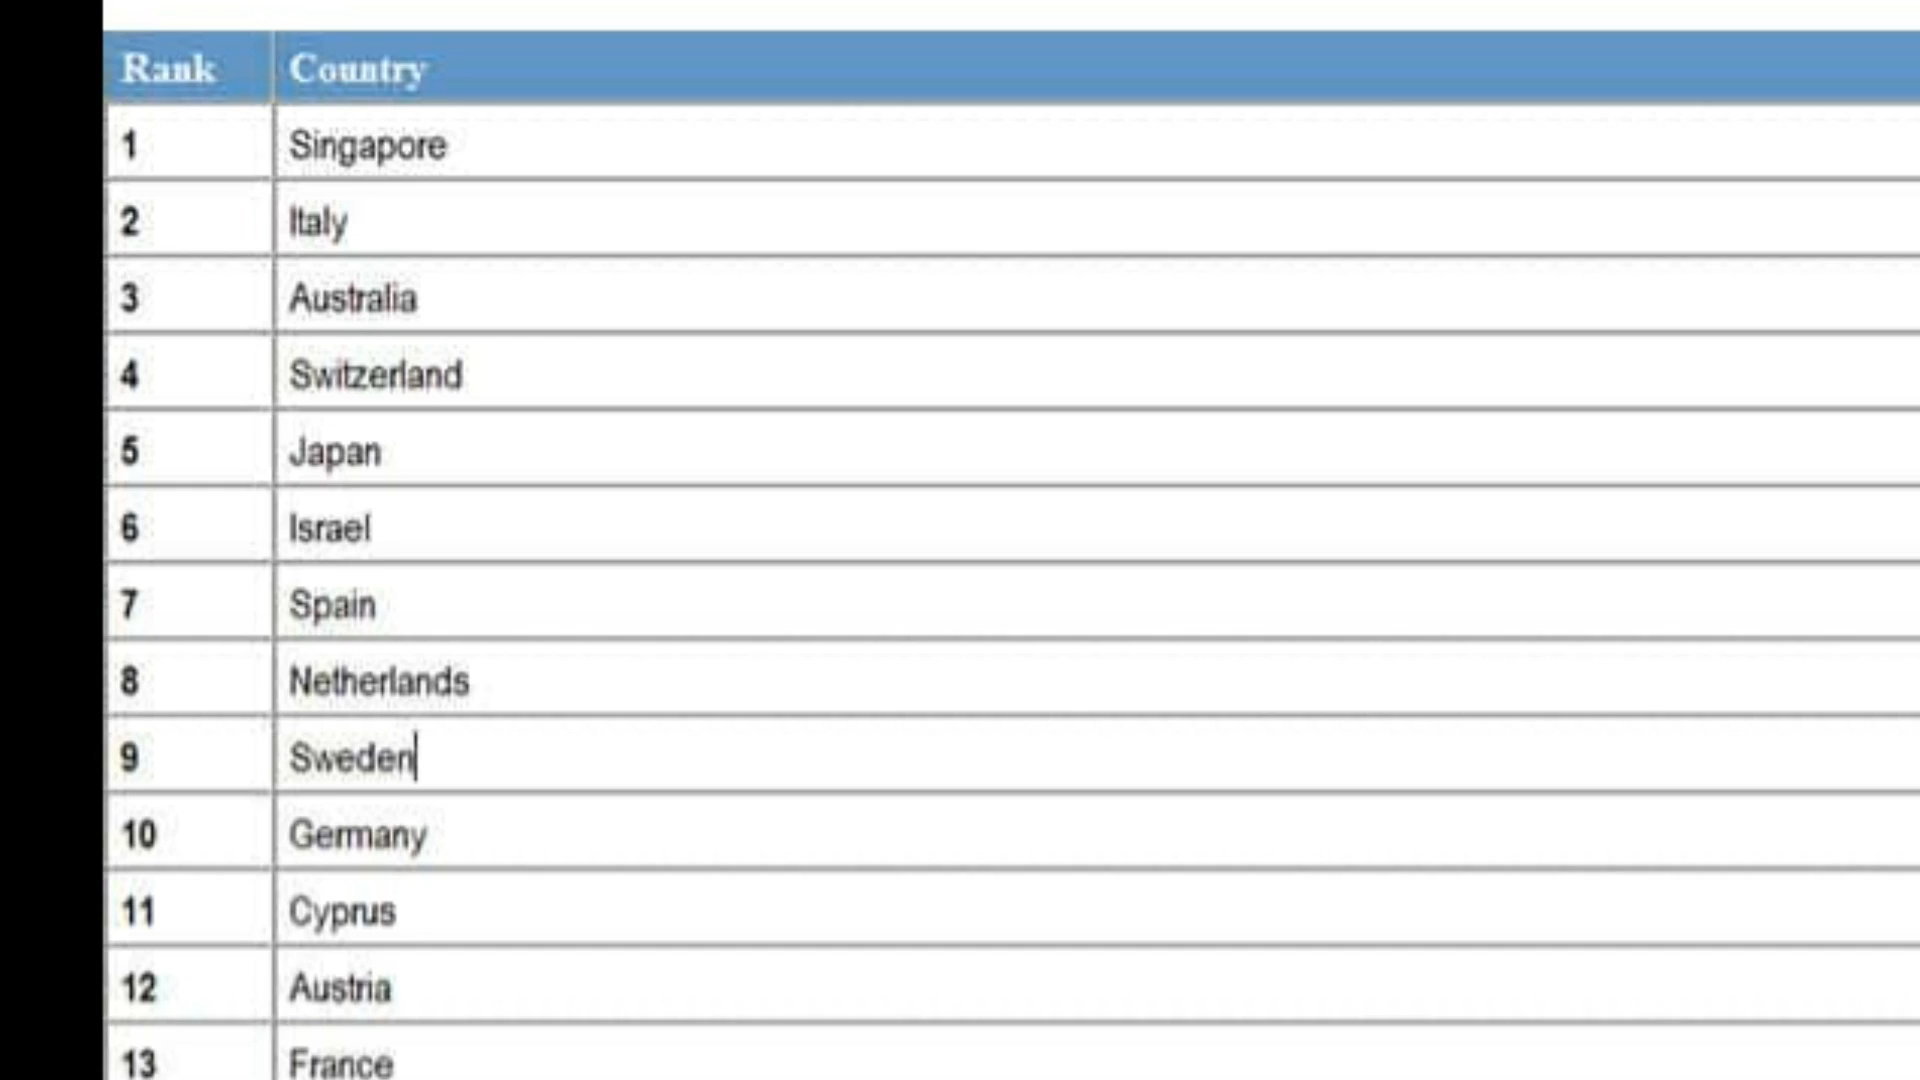 Rank Country
1 Singapore
2 Italy
3 Australia
4 Switzerland
5 Japan
6 Israel
7 Spain
8 Netherlands
9 Sweden
10 Germany
11 Cyprus
12 Austria
13 France